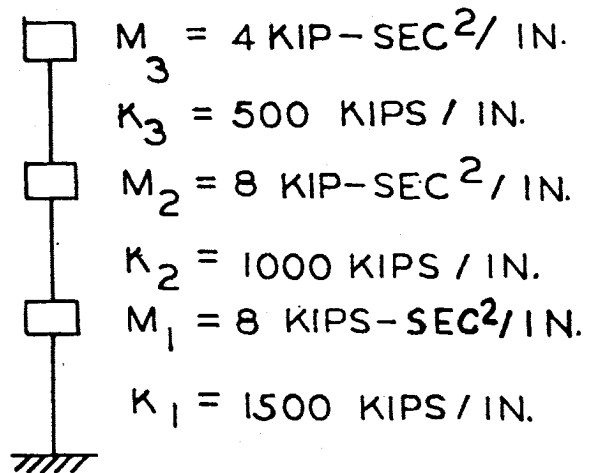 M₃ = 4 KIP-SEC²/ IN.
K₃ = 500 KIPS / IN.
M₂ = 8 KIP-SEC²/ IN.
K₂ = 1000 KIPS / IN.
M₁ = 8 KIPS-SEC²/IN.
K₁ = 1500 KIPS / IN.